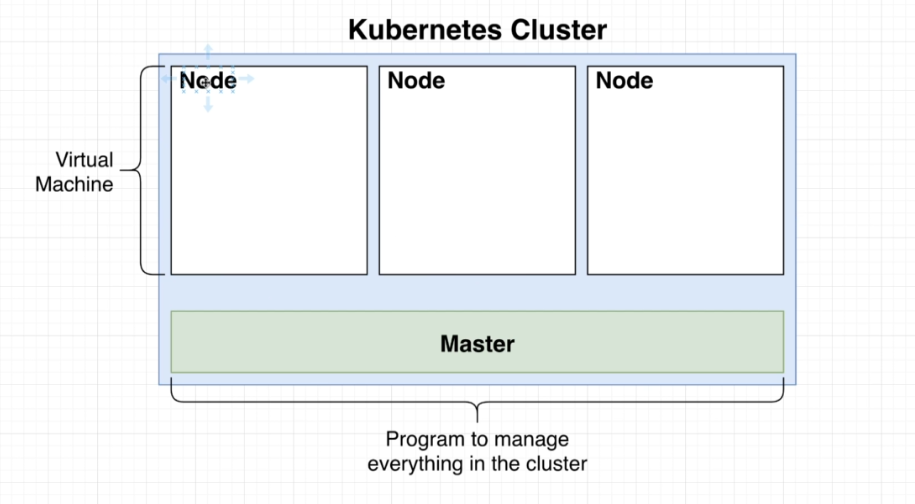 Kubernetes Cluster
Node
Node
Node
Virtual
Machine
Master
Program to manage
everything in the cluster